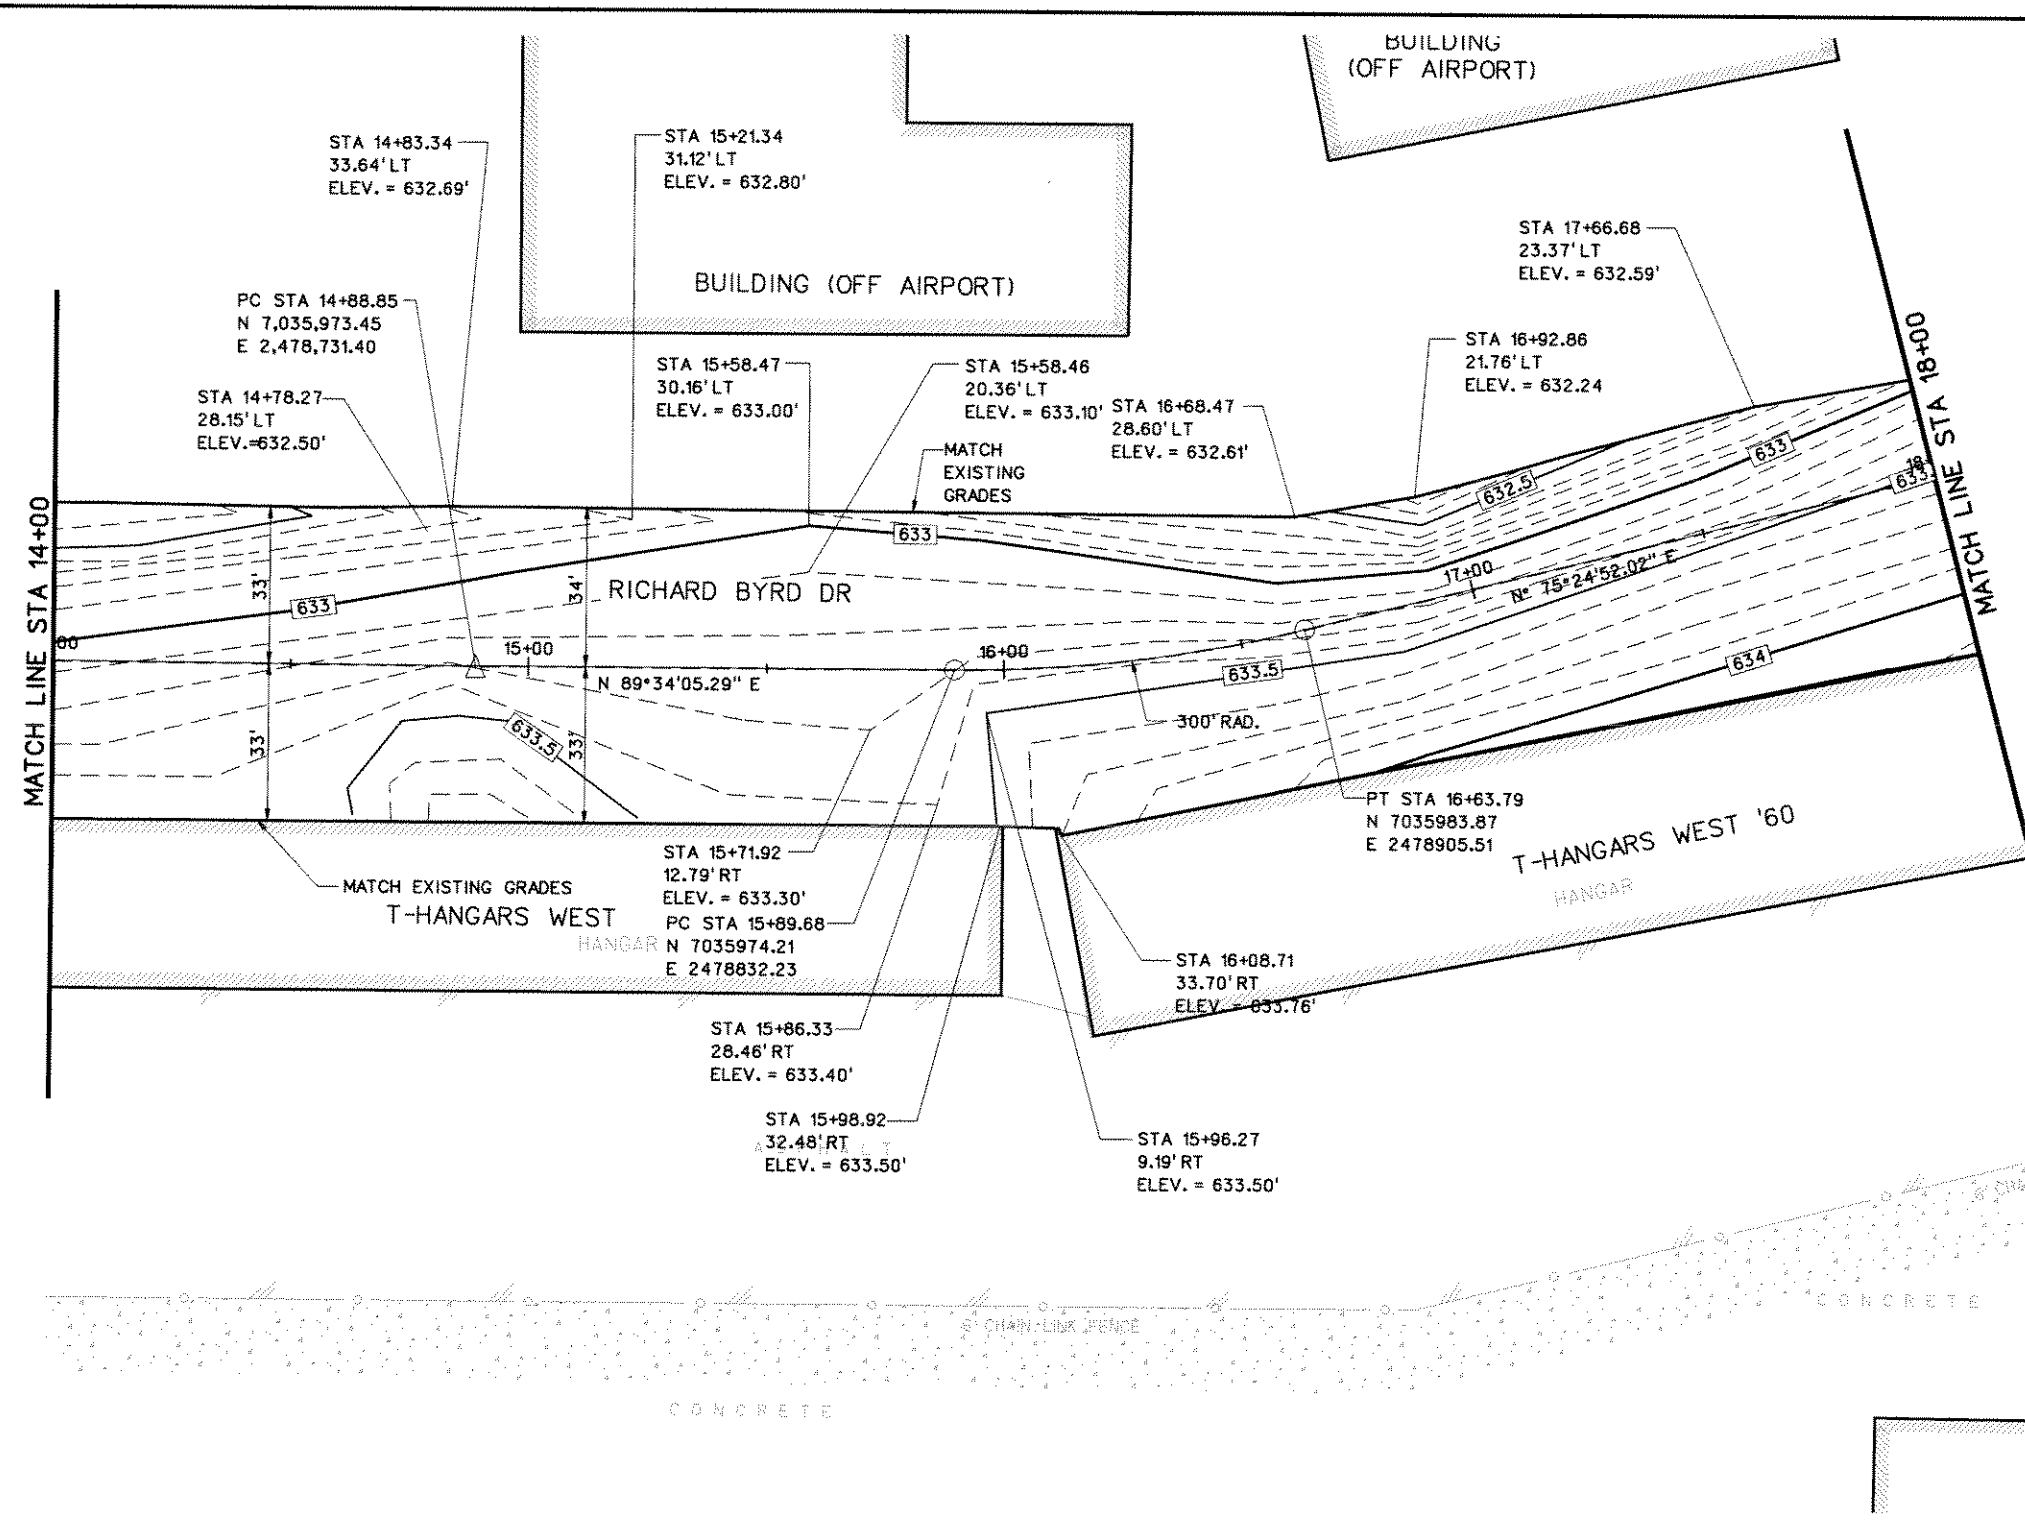 BUILDING
(OFF AIRPORT)
STA 14+83.34
33.64' LT
ELEV. = 632.69'
STA 15+21.34
31.12' LT
ELEV. = 632.80'
STA 17+66.68
23.37' LT
ELEV. = 632.59'
BUILDING (OFF AIRPORT)
PC STA 14+88.85
N 7,035,973.45
E 2,478,731.40
STA 16+92.86
21.76' LT
ELEV. = 632.24
STA 15+58.47
30.16' LT
ELEV. = 633.00'
STA 15+58.46
20.36' LT
ELEV. = 633.10'
STA 14+78.27
28.15' LT
ELEV.=632.50'
STA 16+68.47
28.60' LT
ELEV. = 632.61'
MATCH
EXISTING
GRADES
MATCH LINE STA 14+00
MATCH LINE STA 18+00
633
632.5
633
633
RICHARD BYRD DR
33'
34'
33'
33'
00
15+00
16+00
17+00
18
633.
N 89°34'05.29" E
N° 75°24'52.02" E
633.5
633.5
634
300' RAD.
PT STA 16+63.79
N 7035983.87
E 2478905.51
T-HANGARS WEST '60
HANGAR
MATCH EXISTING GRADES
T-HANGARS WEST
HANGAR
STA 15+71.92
12.79' RT
ELEV. = 633.30'
PC STA 15+89.68
N 7035974.21
E 2478832.23
STA 16+08.71
33.70' RT
ELEV. = 633.76'
STA 15+86.33
28.46' RT
ELEV. = 633.40'
STA 15+98.92
32.48' RT
ELEV. = 633.50'
STA 15+96.27
9.19' RT
ELEV. = 633.50'
6' CHAIN-LINK FENCE
CONCRETE
CONCRETE